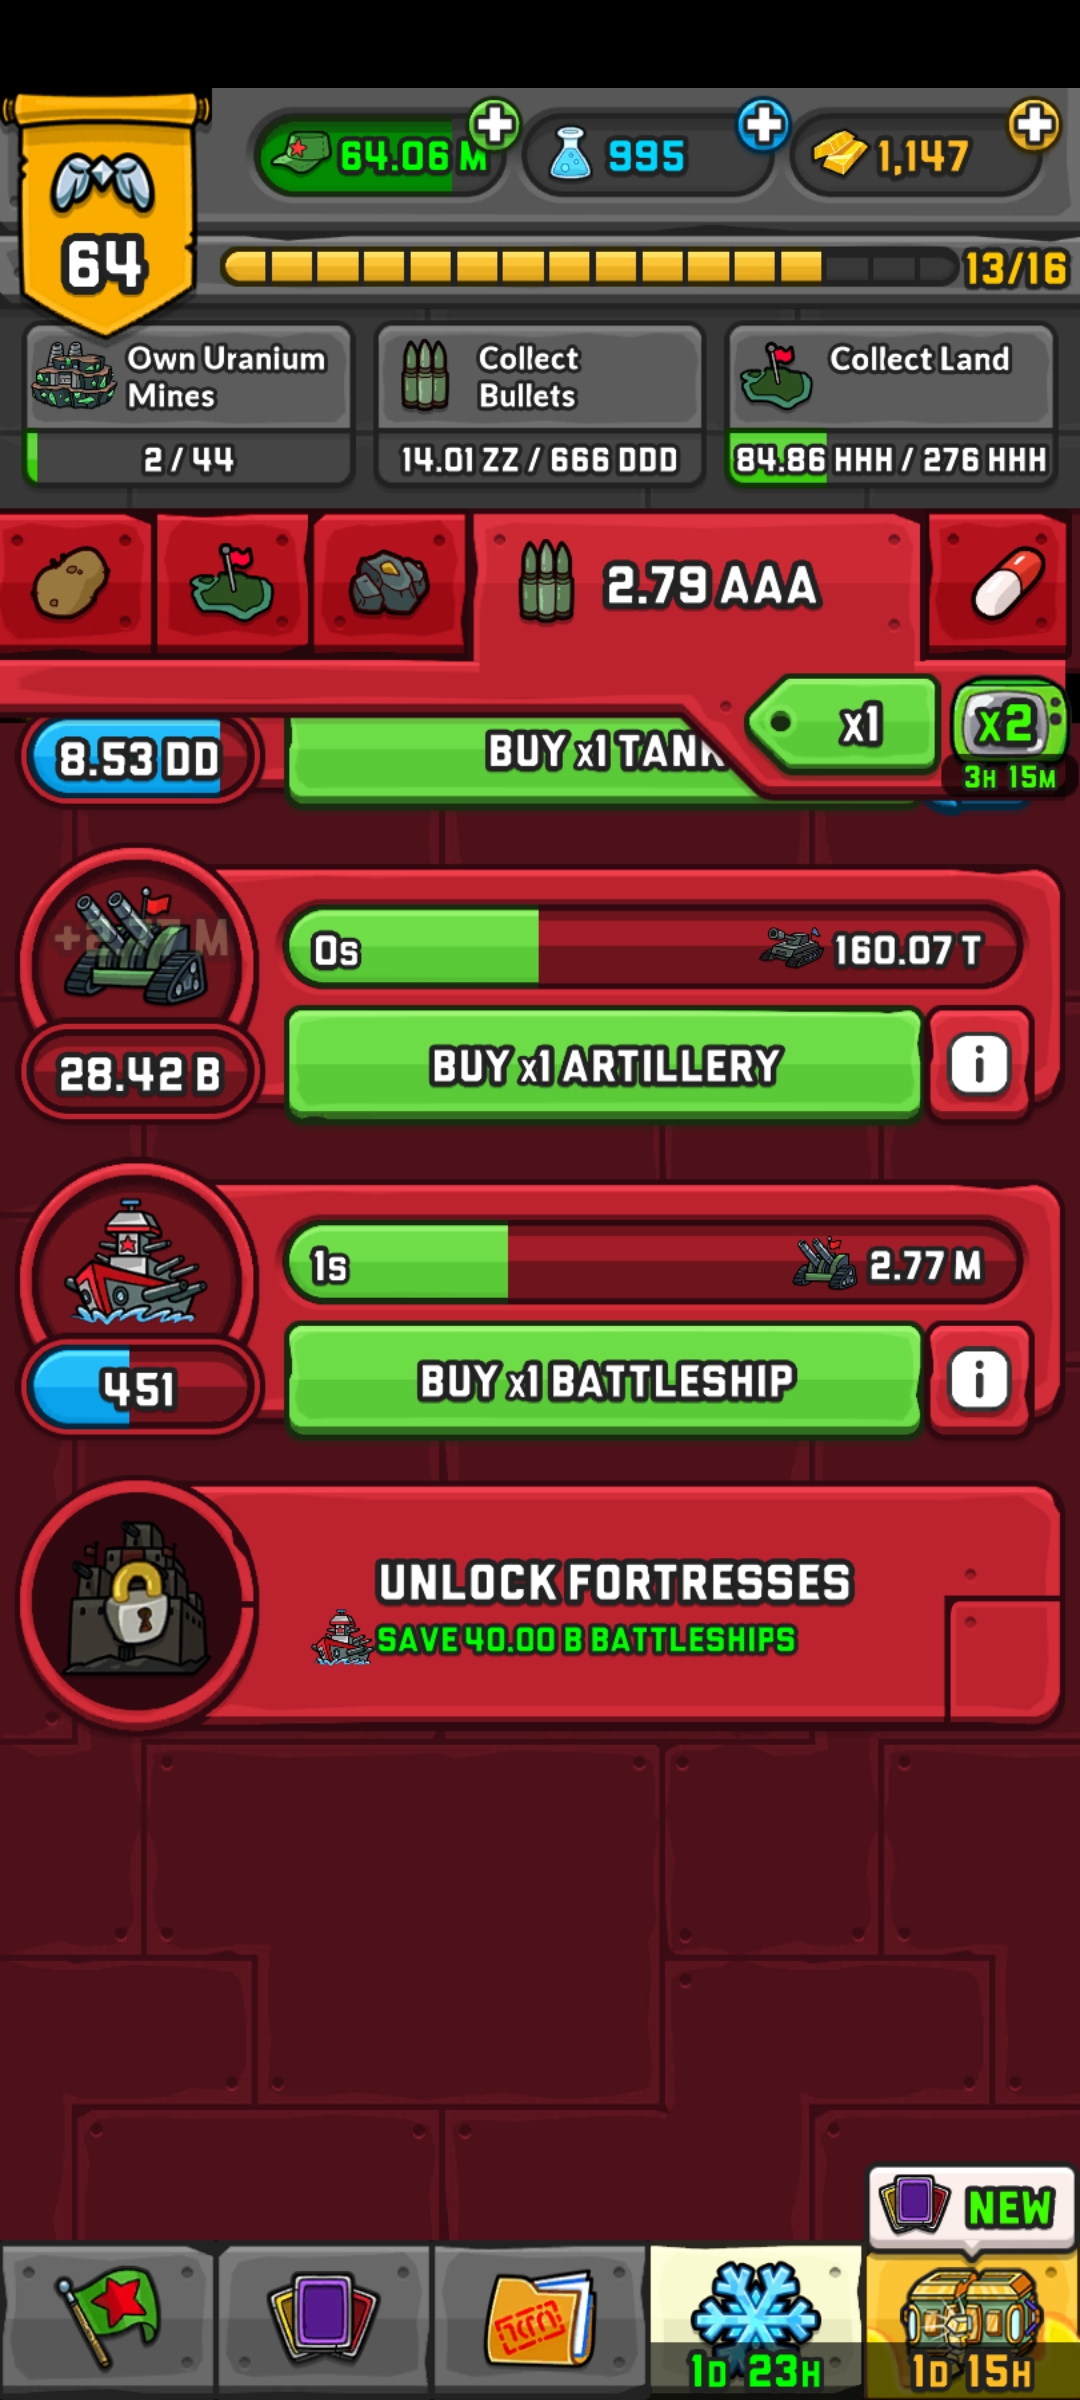 64.06 M
995
1,147
64
13/16
Own Uranium
Mines
2 / 44
Collect
Bullets
14.01 ZZ / 666 DDD
Collect Land
84.86 HHH / 276 HHH
2.79 AAA
x1
x2
3H 15M
8.53 DD
BUY x1 TANK
0s
160.07 T
28.42 B
BUY x1 ARTILLERY
i
1s
2.77 M
451
BUY x1 BATTLESHIP
i
UNLOCK FORTRESSES
SAVE 40.00 B BATTLESHIPS
NEW
1D 23H
1D 15H